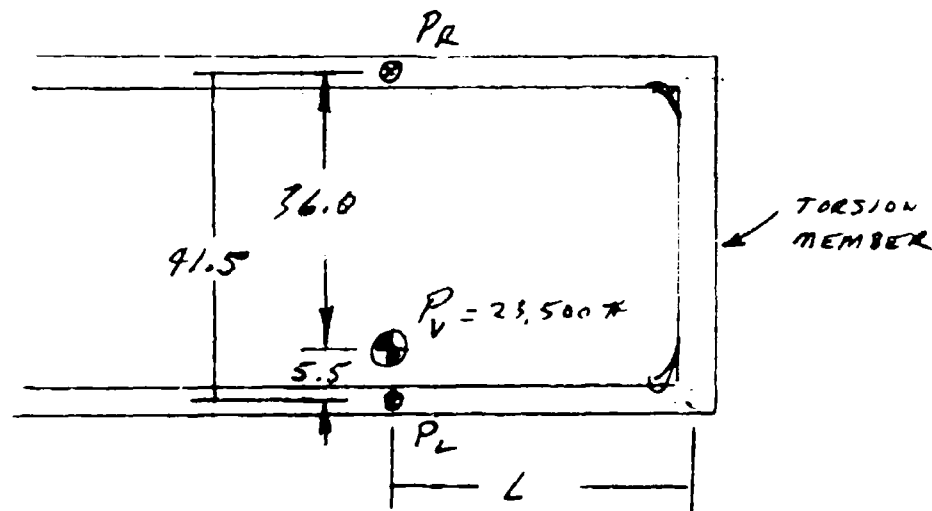 P_R
36.0
41.5
TORSION
MEMBER
P_V = 23,500 #
5.5
P_L
L